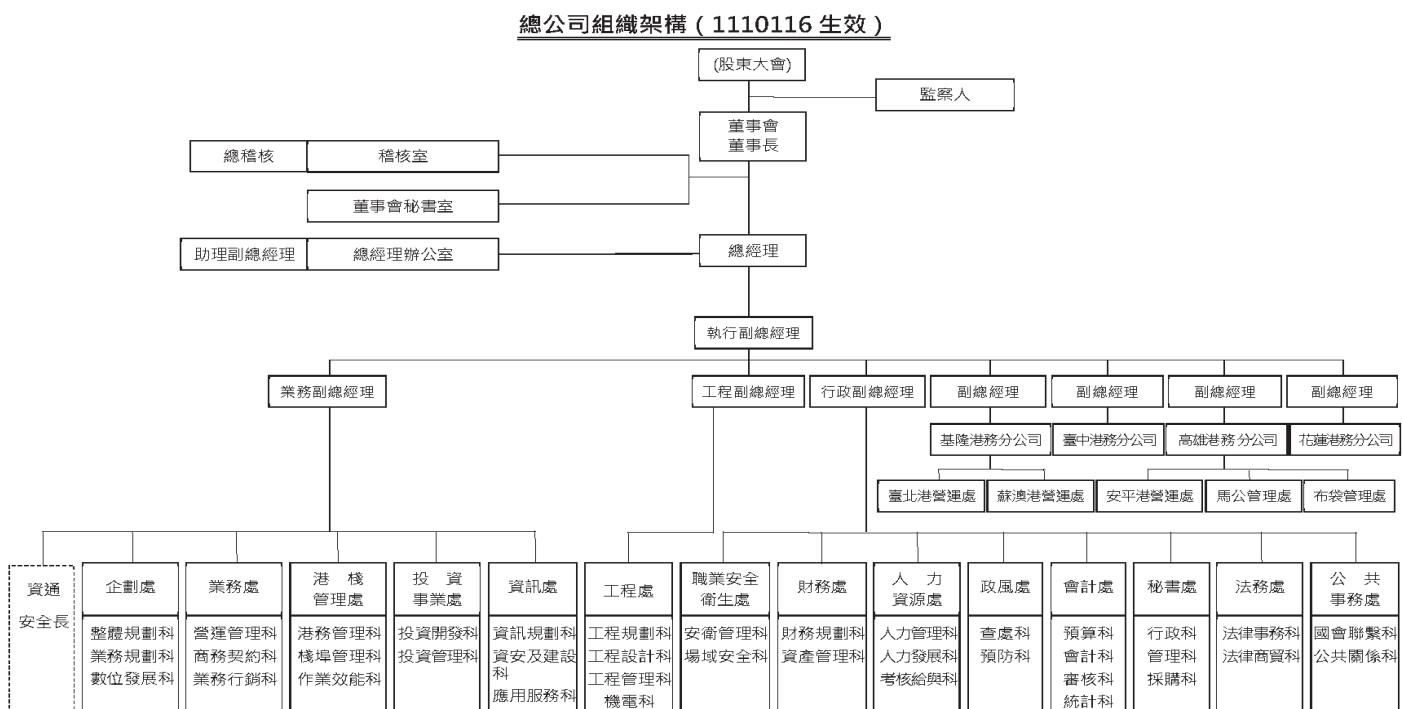 總公司組織架構 ( 1110116 生效 )
(股東大會)
監察人
董事會
董事長
總稽核
稽核室
董事會秘書室
助理副總經理
總經理辦公室
總經理
執行副總經理
業務副總經理
工程副總經理
行政副總經理
副總經理
副總經理
副總經理
副總經理
基隆港務分公司
臺中港務分公司
高雄港務分公司
花蓮港務分公司
臺北港營運處
蘇澳港營運處
安平港營運處
馬公管理處
布袋管理處
資通
安全長
企劃處
整體規劃科
業務規劃科
數位發展科
業務處
營運管理科
商務契約科
業務行銷科
港 棧
管理處
港務管理科
棧埠管理科
作業效能科
投 資
事業處
投資開發科
投資管理科
資訊處
資訊規劃科
資安及建設
科
應用服務科
工程處
工程規劃科
工程設計科
工程管理科
機電科
職業安全
衛生處
安衛管理科
場域安全科
財務處
財務規劃科
資產管理科
人 力
資源處
人力管理科
人力發展科
考核給與科
政風處
查處科
預防科
會計處
預算科
會計科
審核科
統計科
秘書處
行政科
管理科
採購科
法務處
法律事務科
法律商貿科
公 共
事務處
國會聯繫科
公共關係科